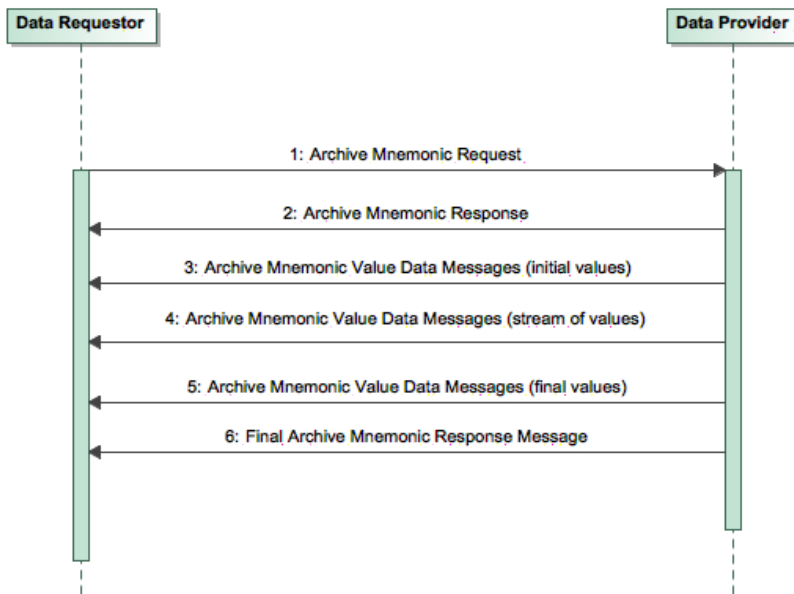 Data Requestor
Data Provider
1: Archive Mnemonic Request
2: Archive Mnemonic Response
3: Archive Mnemonic Value Data Messages (initial values)
4: Archive Mnemonic Value Data Messages (stream of values)
5: Archive Mnemonic Value Data Messages (final values)
6: Final Archive Mnemonic Response Message